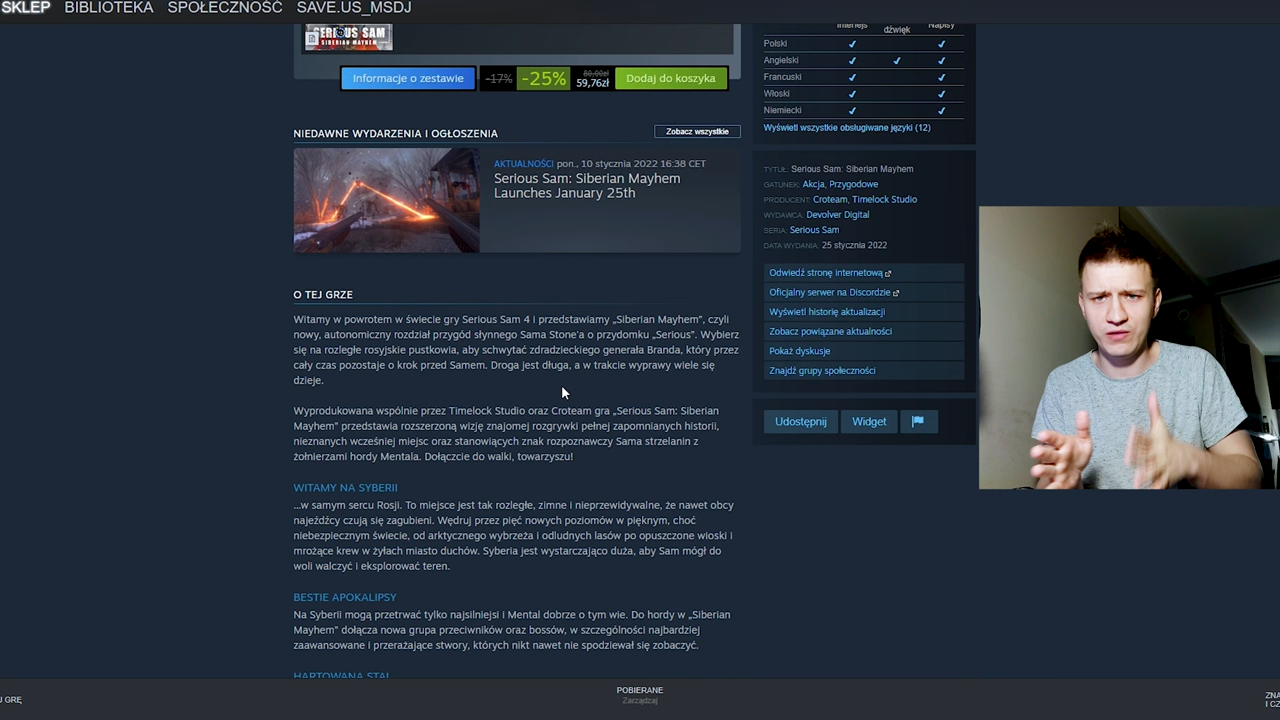 SKLEP BIBLIOTEKA SPOŁECZNOŚĆ SAVE.US_MSDJ
SERIOUS SAM
SIBERIAN MAYHEM
Informacje o zestawie -17% -25% 80,00zł 59,76zł Dodaj do koszyka
NIEDAWNE WYDARZENIA I OGŁOSZENIA Zobacz wszystkie
AKTUALNOŚCI pon., 10 stycznia 2022 16:38 CET
Serious Sam: Siberian Mayhem
Launches January 25th
O TEJ GRZE
Witamy w powrotem w świecie gry Serious Sam 4 i przedstawiamy „Siberian Mayhem”, czyli
nowy, autonomiczny rozdział przygód słynnego Sama Stone'a o przydomku „Serious”. Wybierz
się na rozległe rosyjskie pustkowia, aby schwytać zdradzieckiego generała Branda, który przez
cały czas pozostaje o krok przed Samem. Droga jest długa, a w trakcie wyprawy wiele się
dzieje.
Wyprodukowana wspólnie przez Timelock Studio oraz Croteam gra „Serious Sam: Siberian
Mayhem” przedstawia rozszerzoną wizję znajomej rozgrywki pełnej zapomnianych historii,
nieznanych wcześniej miejsc oraz stanowiących znak rozpoznawczy Sama strzelanin z
żołnierzami hordy Mentala. Dołączcie do walki, towarzyszu!
WITAMY NA SYBERII
...w samym sercu Rosji. To miejsce jest tak rozległe, zimne i nieprzewidywalne, że nawet obcy
najeźdźcy czują się zagubieni. Wędruj przez pięć nowych poziomów w pięknym, choć
niebezpiecznym świecie, od arktycznego wybrzeża i odludnych lasów po opuszczone wioski i
mrożące krew w żyłach miasto duchów. Syberia jest wystarczająco duża, aby Sam mógł do
woli walczyć i eksplorować teren.
BESTIE APOKALIPSY
Na Syberii mogą przetrwać tylko najsilniejsi i Mental dobrze o tym wie. Do hordy w „Siberian
Mayhem” dołącza nowa grupa przeciwników oraz bossów, w szczególności najbardziej
zaawansowane i przerażające stwory, których nikt nawet nie spodziewał się zobaczyć.
HARTOWANA STAL
Interfejs dźwięk Napisy
Polski ✔ ✔
Angielski ✔ ✔ ✔
Francuski ✔ ✔
Włoski ✔ ✔
Niemiecki ✔ ✔
Wyświetl wszystkie obsługiwane języki (12)
TYTUŁ: Serious Sam: Siberian Mayhem
GATUNEK: Akcja, Przygodowe
PRODUCENT: Croteam, Timelock Studio
WYDAWCA: Devolver Digital
SERIA: Serious Sam
DATA WYDANIA: 25 stycznia 2022
Odwiedź stronę internetową
Oficjalny serwer na Discordzie
Wyświetl historię aktualizacji
Zobacz powiązane aktualności
Pokaż dyskusje
Znajdź grupy społeczności
Udostępnij Widget
J GRĘ
POBIERANE
Zarządzaj
ZNA
I CZ